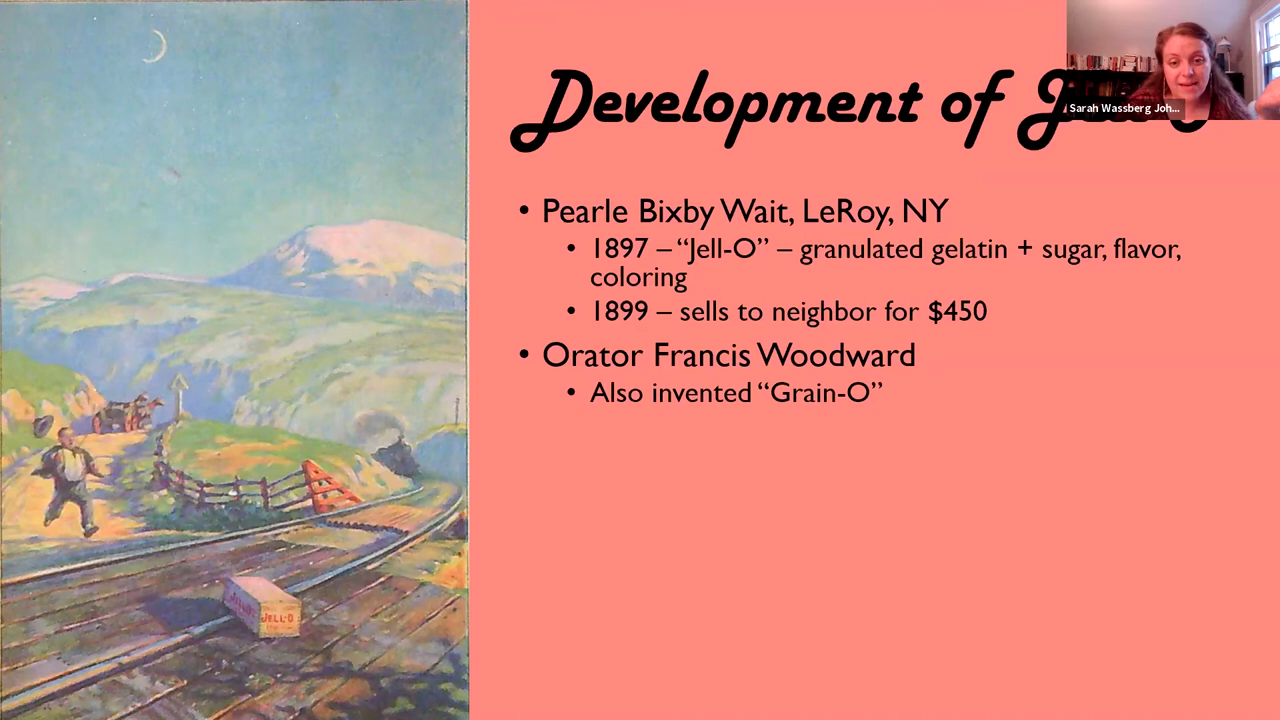 Development of
Sarah Wassberg Joh...
• Pearle Bixby Wait, LeRoy, NY
• 1897 – “Jell-O” – granulated gelatin + sugar, flavor,
coloring
• 1899 – sells to neighbor for $450
• Orator Francis Woodward
• Also invented “Grain-O”
JELL-O
JELL-O